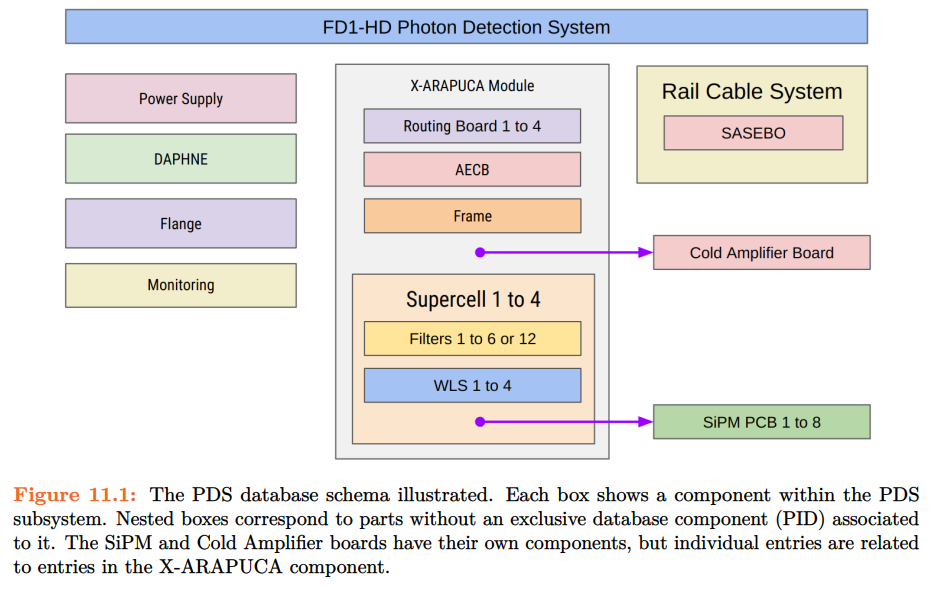 FD1-HD Photon Detection System
Power Supply
DAPHNE
Flange
Monitoring
X-ARAPUCA Module
Routing Board 1 to 4
AECB
Frame
Supercell 1 to 4
Filters 1 to 6 or 12
WLS 1 to 4
Rail Cable System
SASEBO
Cold Amplifier Board
SiPM PCB 1 to 8
Figure 11.1: The PDS database schema illustrated. Each box shows a component within the PDS
subsystem. Nested boxes correspond to parts without an exclusive database component (PID) associated
to it. The SiPM and Cold Amplifier boards have their own components, but individual entries are related
to entries in the X-ARAPUCA component.